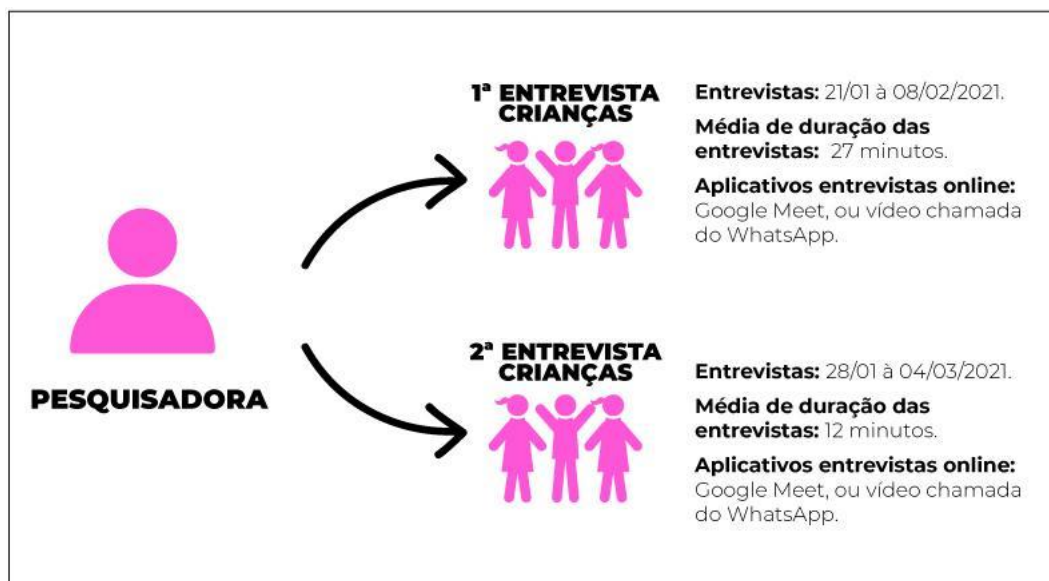 PESQUISADORA
1ª ENTREVISTA
CRIANÇAS
Entrevistas: 21/01 à 08/02/2021.
Média de duração das
entrevistas: 27 minutos.
Aplicativos entrevistas online:
Google Meet, ou vídeo chamada
do WhatsApp.
2ª ENTREVISTA
CRIANÇAS
Entrevistas: 28/01 à 04/03/2021.
Média de duração das
entrevistas: 12 minutos.
Aplicativos entrevistas online:
Google Meet, ou vídeo chamada
do WhatsApp.